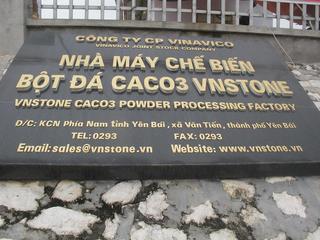 CÔNG TY CP VINAVICO
VINAVICO JOINT STOCK COMPANY
NHÀ MÁY CHẾ BIẾN
BỘT ĐÁ CACO3 VNSTONE
VNSTONE CACO3 POWDER PROCESSING FACTORY
Đ/C: KCN Phía Nam tỉnh Yên Bái, xã Văn Tiến, thành phố Yên Bái
TEL: 0293 FAX: 0293
Email: sales@vnstone.vn Website: www.vnstone.vn